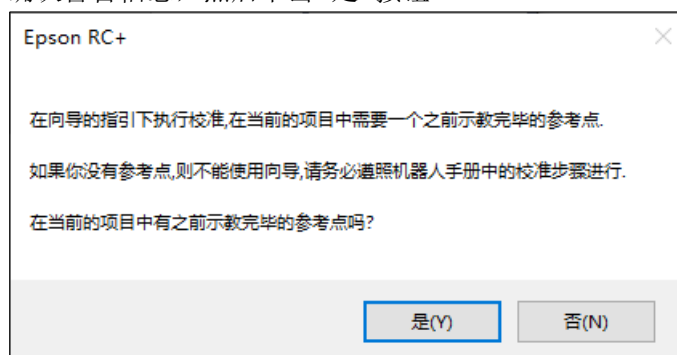 Epson RC+
在向导的指引下执行校准,在当前的项目中需要一个之前示教完毕的参考点.
如果你没有参考点,则不能使用向导,请务必遵照机器人手册中的校准步骤进行.
在当前的项目中有之前示教完毕的参考点吗?
是(Y)
否(N)